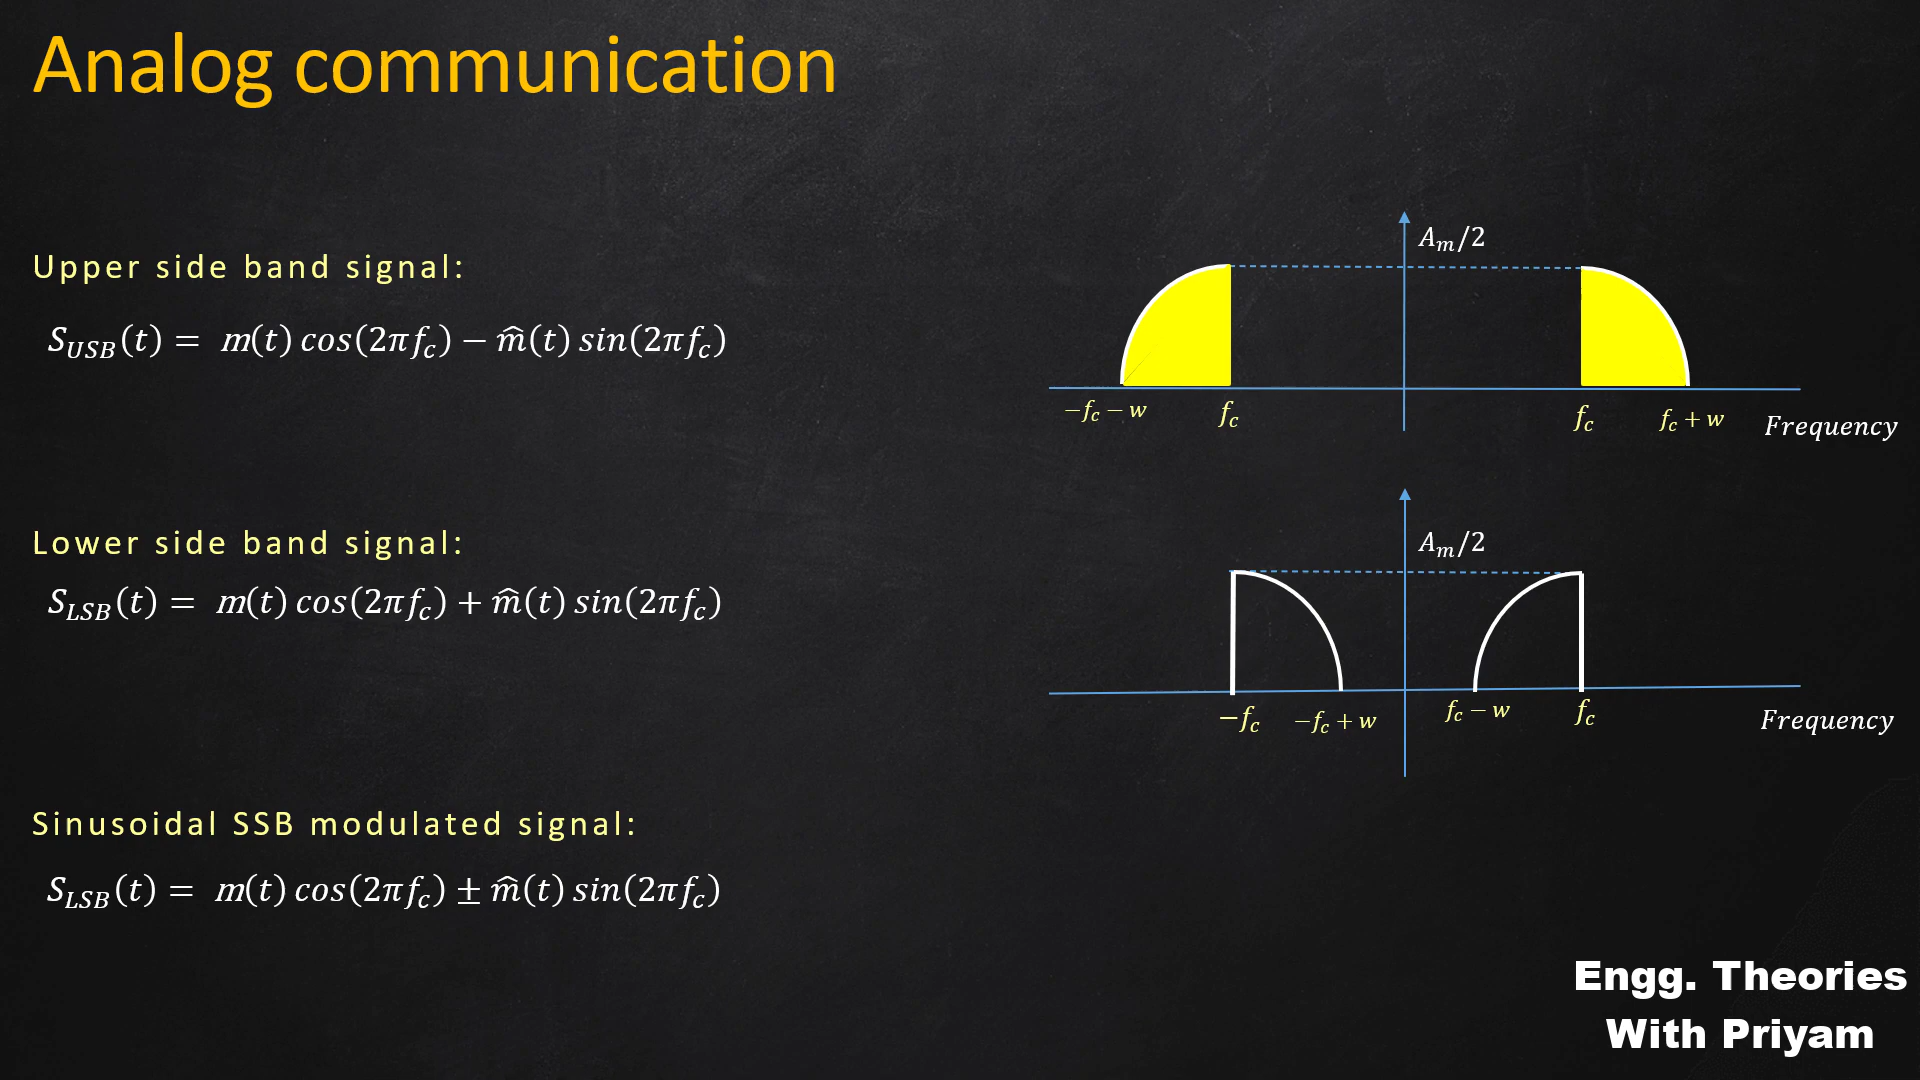 Analog communication
Upper side band signal:
S_USB(t) = m(t) cos(2πf_c) − m̂(t) sin(2πf_c)
A_m/2
−f_c − w
f_c
f_c
f_c + w
Frequency
Lower side band signal:
S_LSB(t) = m(t) cos(2πf_c) + m̂(t) sin(2πf_c)
A_m/2
−f_c
−f_c + w
f_c − w
f_c
Frequency
Sinusoidal SSB modulated signal:
S_LSB(t) = m(t) cos(2πf_c) ± m̂(t) sin(2πf_c)
Engg. Theories
With Priyam